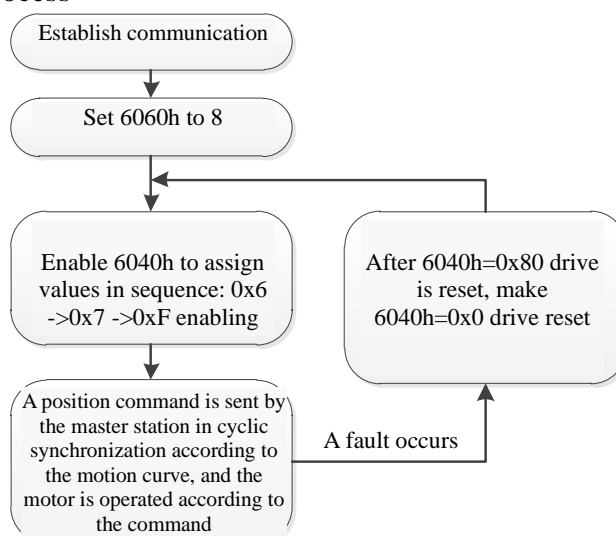 Establish communication
Set 6060h to 8
Enable 6040h to assign
values in sequence: 0x6
->0x7 ->0xF enabling
After 6040h=0x80 drive
is reset, make
6040h=0x0 drive reset
A position command is sent by
the master station in cyclic
synchronization according to
the motion curve, and the
motor is operated according to
the command
A fault occurs